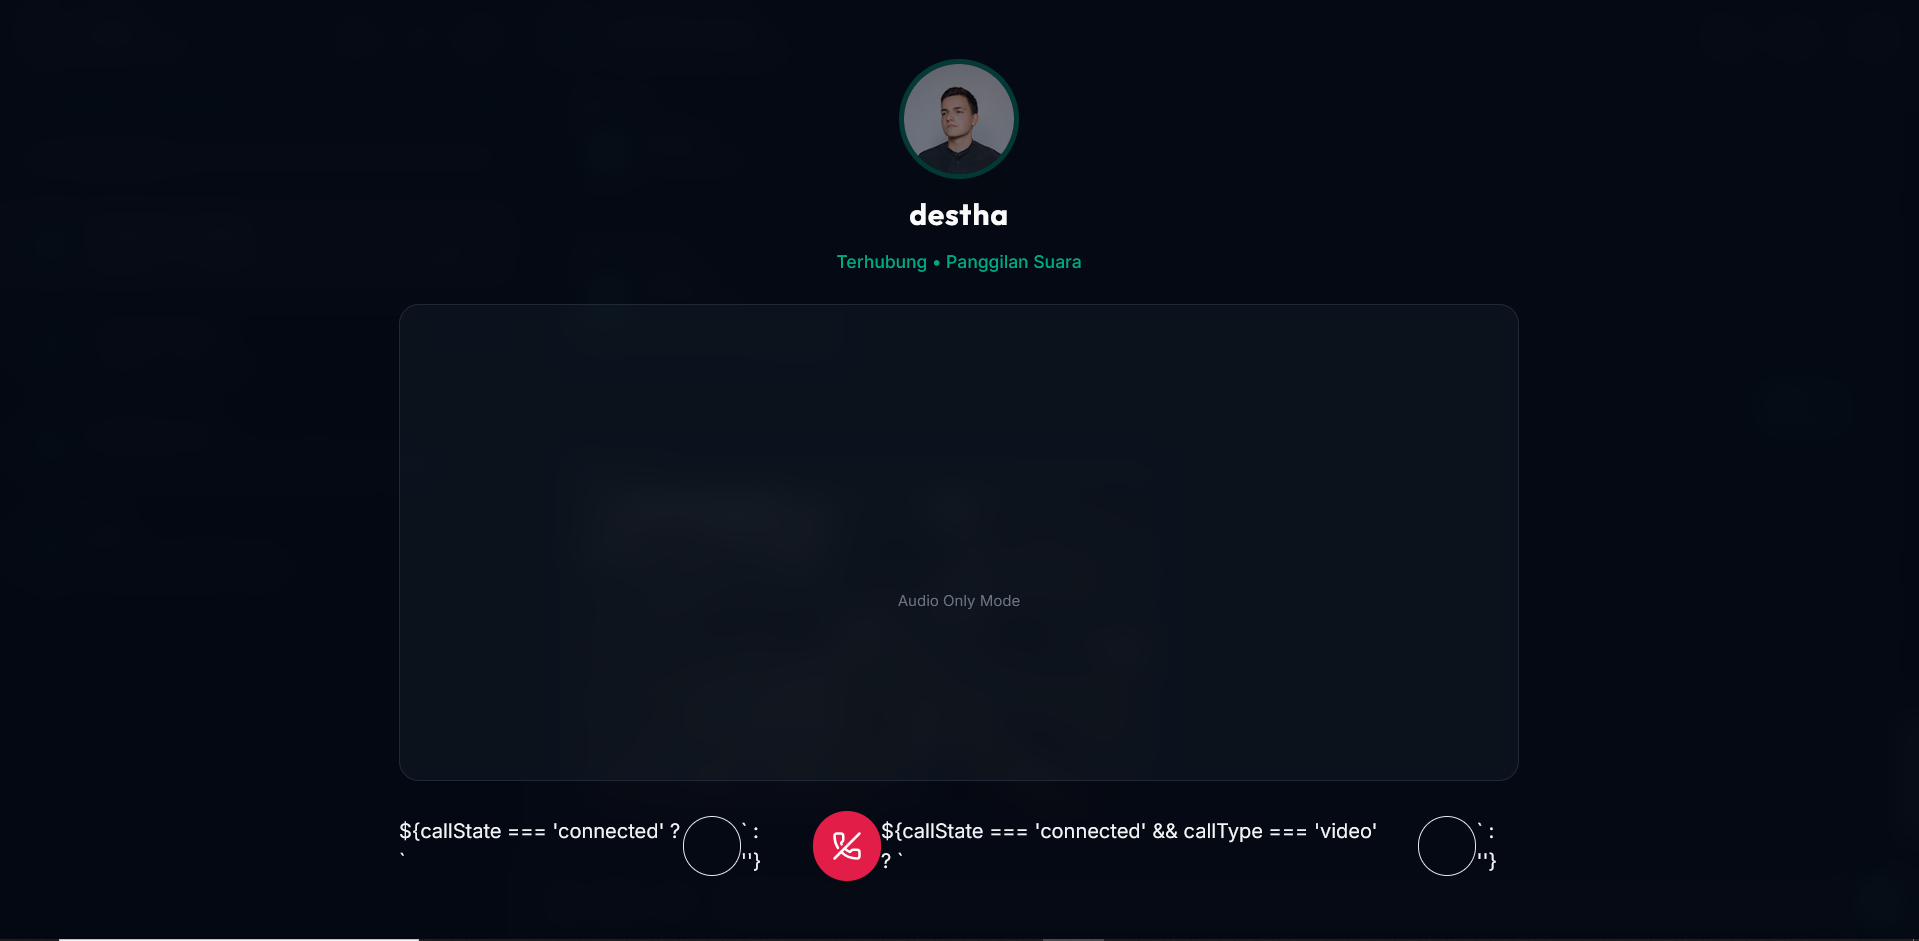 destha
Terhubung • Panggilan Suara
Audio Only Mode
${callState === 'connected' ? ` : 
` ''}
${callState === 'connected' && callType === 'video' ` :
? ` ''}